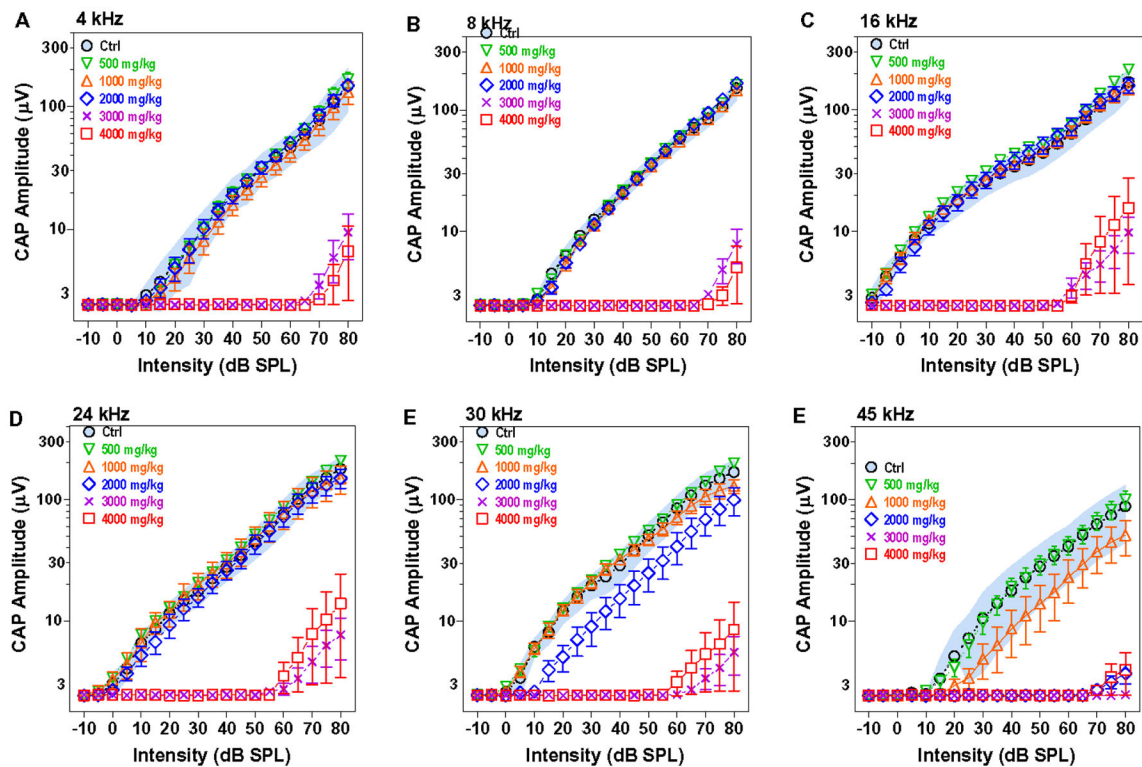 A 4 kHz
300
100
30
10
3
CAP Amplitude (µV)
Ctrl
500 mg/kg
1000 mg/kg
2000 mg/kg
3000 mg/kg
4000 mg/kg
-10 0 10 20 30 40 50 60 70 80
Intensity (dB SPL)
B 8 kHz
300
100
30
10
3
CAP Amplitude (µV)
Ctrl
500 mg/kg
1000 mg/kg
2000 mg/kg
3000 mg/kg
4000 mg/kg
-10 0 10 20 30 40 50 60 70 80
Intensity (dB SPL)
C 16 kHz
300
100
30
10
3
CAP Amplitude (µV)
Ctrl
500 mg/kg
1000 mg/kg
2000 mg/kg
3000 mg/kg
4000 mg/kg
-10 0 10 20 30 40 50 60 70 80
Intensity (dB SPL)
D 24 kHz
300
100
30
10
3
CAP Amplitude (µV)
Ctrl
500 mg/kg
1000 mg/kg
2000 mg/kg
3000 mg/kg
4000 mg/kg
-10 0 10 20 30 40 50 60 70 80
Intensity (dB SPL)
E 30 kHz
300
100
30
10
3
CAP Amplitude (µV)
Ctrl
500 mg/kg
1000 mg/kg
2000 mg/kg
3000 mg/kg
4000 mg/kg
-10 0 10 20 30 40 50 60 70 80
Intensity (dB SPL)
E 45 kHz
300
100
30
10
3
CAP Amplitude (µV)
Ctrl
500 mg/kg
1000 mg/kg
2000 mg/kg
3000 mg/kg
4000 mg/kg
-10 0 10 20 30 40 50 60 70 80
Intensity (dB SPL)